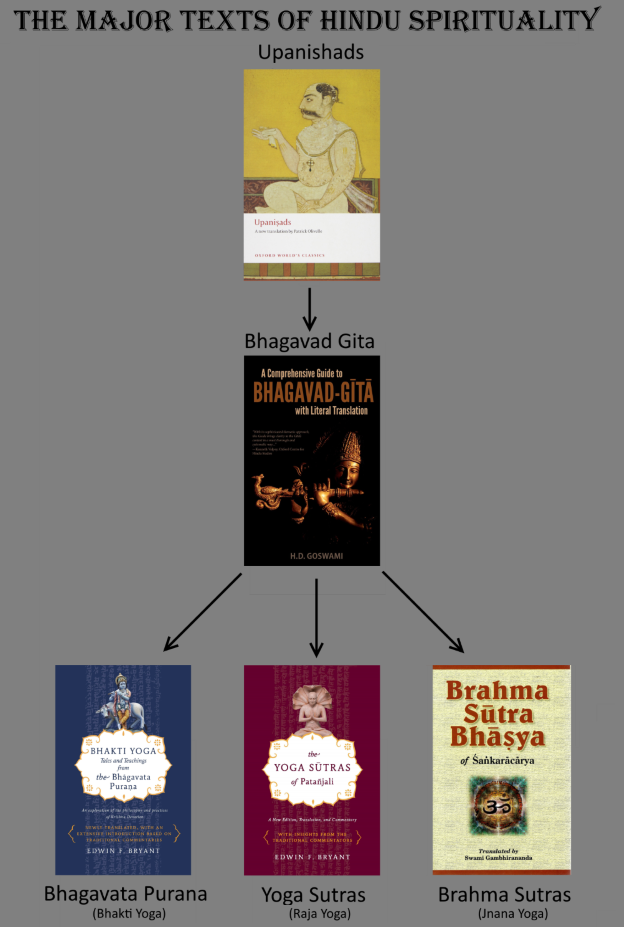 THE MAJOR TEXTS OF HINDU SPIRITUALITY
Upanishads
Upaniṣads
A new translation by Patrick Olivelle
OXFORD WORLD'S CLASSICS
Bhagavad Gita
A Comprehensive Guide to
BHAGAVAD-GĪTĀ
with Literal Translation
H.D. GOSWAMI
BHAKTI YOGA
Tales and Teachings
from
the Bhāgavata
Purāṇa
An exploration of the philosophy and practices
of Krishna Devotion
NEWLY TRANSLATED, WITH AN
EXTENSIVE INTRODUCTION BASED ON
TRADITIONAL COMMENTARIES
EDWIN F. BRYANT
the
YOGA SŪTRAS
of Patañjali
A New Edition, Translation, and Commentary
WITH INSIGHTS FROM THE
TRADITIONAL COMMENTATORS
EDWIN F. BRYANT
Brahma
Sūtra
Bhāṣya
of Śaṅkarācārya
ॐ
Translated by
Swami Gambhirananda
Bhagavata Purana
(Bhakti Yoga)
Yoga Sutras
(Raja Yoga)
Brahma Sutras
(Jnana Yoga)